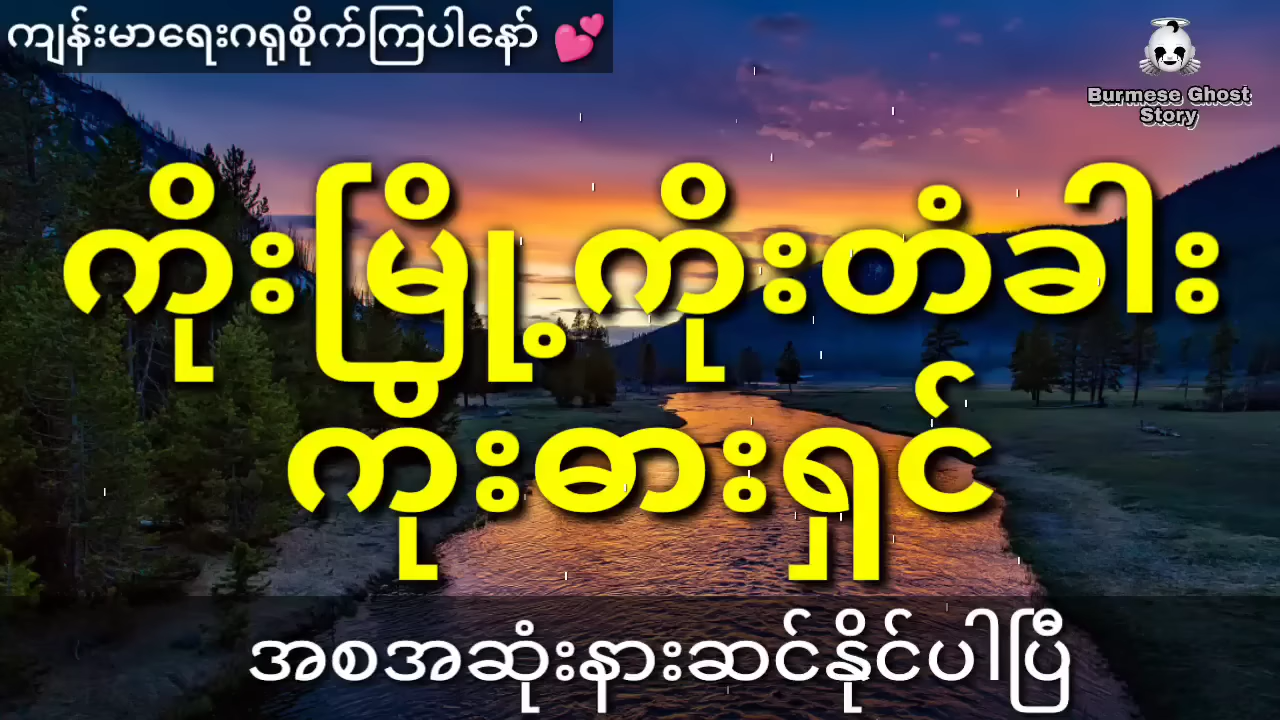 ကျန်းမာရေးဂရုစိုက်ကြပါနော် 💕
Burmese Ghost
Story
ကိုးမြို့ကိုးတံခါး
ကိုးဓားရှင်
အစအဆုံးနားဆင်နိုင်ပါပြီ